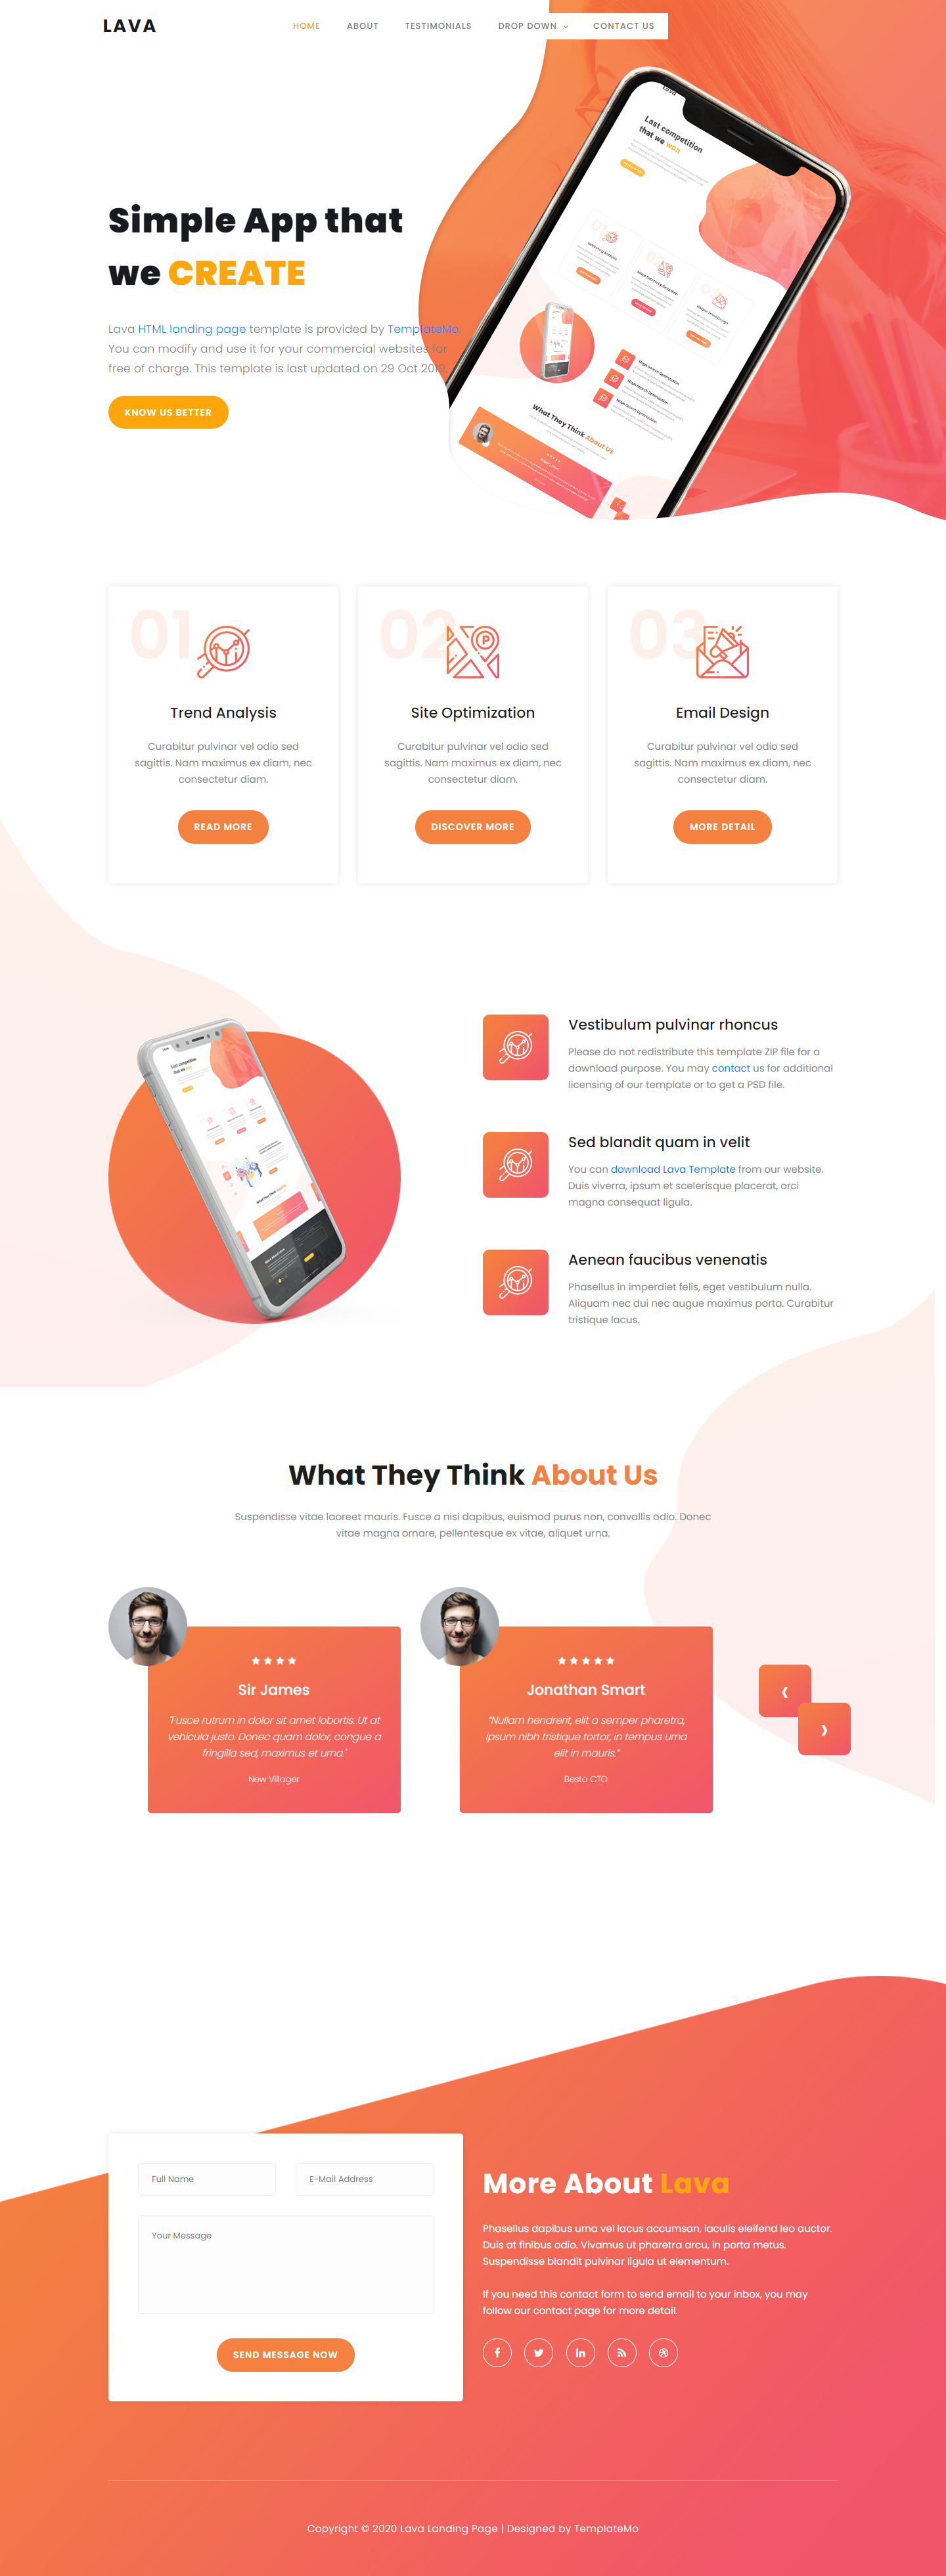 LAVA
HOME ABOUT TESTIMONIALS DROP DOWN CONTACT US
Lava
Last competition
that we won
Simple App that
we CREATE
Lava HTML landing page template is provided by TemplateMo.
You can modify and use it for your commercial websites for
free of charge. This template is last updated on 29 Oct 2019.
KNOW US BETTER
What They Think About Us
01
02
03
Trend Analysis
Site Optimization
Email Design
Curabitur pulvinar vel odio sed
sagittis. Nam maximus ex diam, nec
consectetur diam.
Curabitur pulvinar vel odio sed
sagittis. Nam maximus ex diam, nec
consectetur diam.
Curabitur pulvinar vel odio sed
sagittis. Nam maximus ex diam, nec
consectetur diam.
READ MORE
DISCOVER MORE
MORE DETAIL
Vestibulum pulvinar rhoncus
Please do not redistribute this template ZIP file for a
download purpose. You may contact us for additional
licensing of our template or to get a PSD file.
Sed blandit quam in velit
You can download Lava Template from our website.
Duis viverra, ipsum et scelerisque placerat, orci
magna consequat ligula.
Aenean faucibus venenatis
Phasellus in imperdiet felis, eget vestibulum nulla.
Aliquam nec dui nec augue maximus porta. Curabitur
tristique lacus.
What They Think About Us
Suspendisse vitae laoreet mauris. Fusce a nisi dapibus, euismod purus non, convallis odio. Donec
vitae magna ornare, pellentesque ex vitae, aliquet urna.
Sir James
"Fusce rutrum in dolor sit amet lobortis. Ut at
vehicula justo. Donec quam dolor, congue a
fringilla sed, maximus et urna."
New Villager
Jonathan Smart
"Nullam hendrerit, elit a semper pharetra,
ipsum nibh tristique tortor, in tempus urna
elit in mauris."
Besta CTO
Full Name
E-Mail Address
Your Message
SEND MESSAGE NOW
More About Lava
Phasellus dapibus urna vel lacus accumsan, iaculis eleifend leo auctor.
Duis at finibus odio. Vivamus ut pharetra arcu, in porta metus.
Suspendisse blandit pulvinar ligula ut elementum.
If you need this contact form to send email to your inbox, you may
follow our contact page for more detail.
Copyright © 2020 Lava Landing Page | Designed by TemplateMo